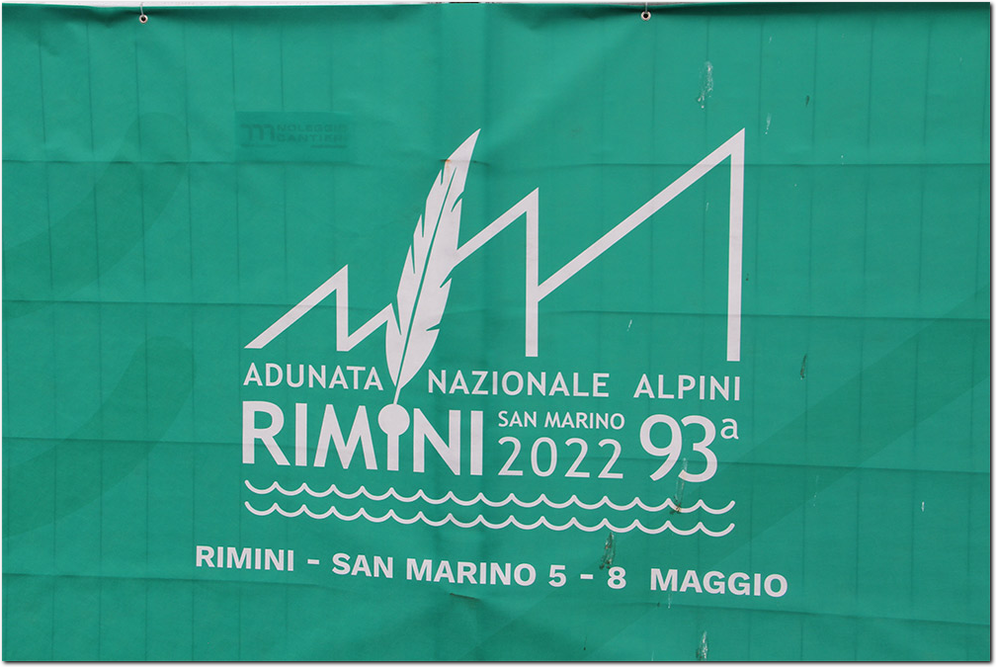 ADUNATA NAZIONALE ALPINI
RIMINI SAN MARINO 2022 93a
RIMINI - SAN MARINO 5 - 8 MAGGIO